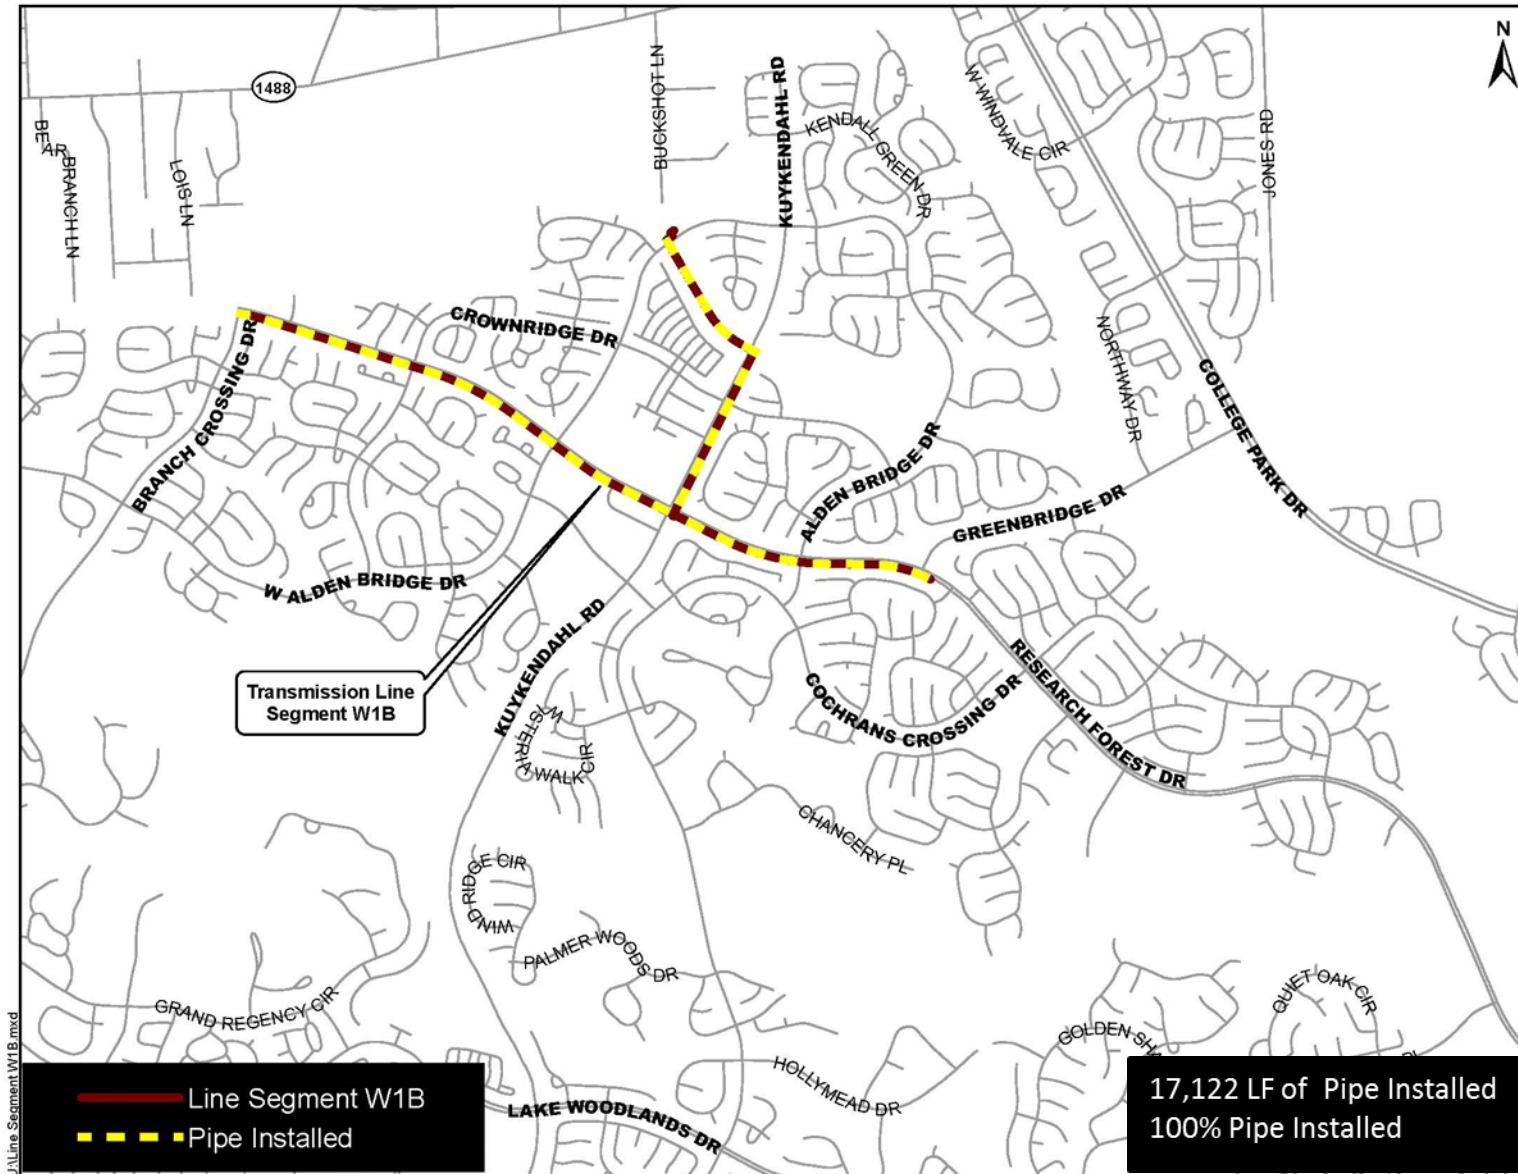 N
1488
BUCKSHOT LN
KUYKENDAHL RD
W WINDVALE CIR
JONES RD
BEAR BRANCH LN
LOIS LN
KENDALL GREEN DR
CROWNRIDGE DR
NORTHWAY DR
COLLEGE PARK DR
BRANCH CROSSING DR
ALDEN BRIDGE DR
GREENBRIDGE DR
W ALDEN BRIDGE DR
KUYKENDAHL RD
Transmission Line
Segment W1B
RESEARCH FOREST DR
COCHRANS CROSSING DR
WISTERIA WALK CIR
CHANCERY PL
WIND RIDGE CIR
PALMER WOODS DR
GRAND REGENCY CIR
QUIET OAK CIR
GOLDEN SHA
HOLLYMEAD DR
LAKE WOODLANDS DR
J:\Line Segment W1B.mxd
Line Segment W1B
Pipe Installed
17,122 LF of Pipe Installed
100% Pipe Installed